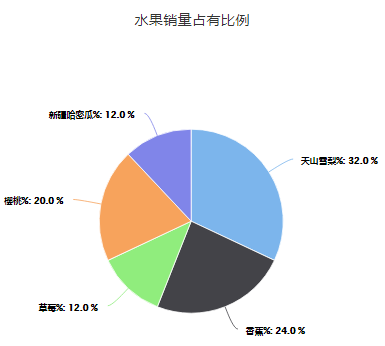 水果销量占有比例
新疆哈密瓜%: 12.0 %
天山雪梨%: 32.0 %
樱桃%: 20.0 %
草莓%: 12.0 %
香蕉%: 24.0 %